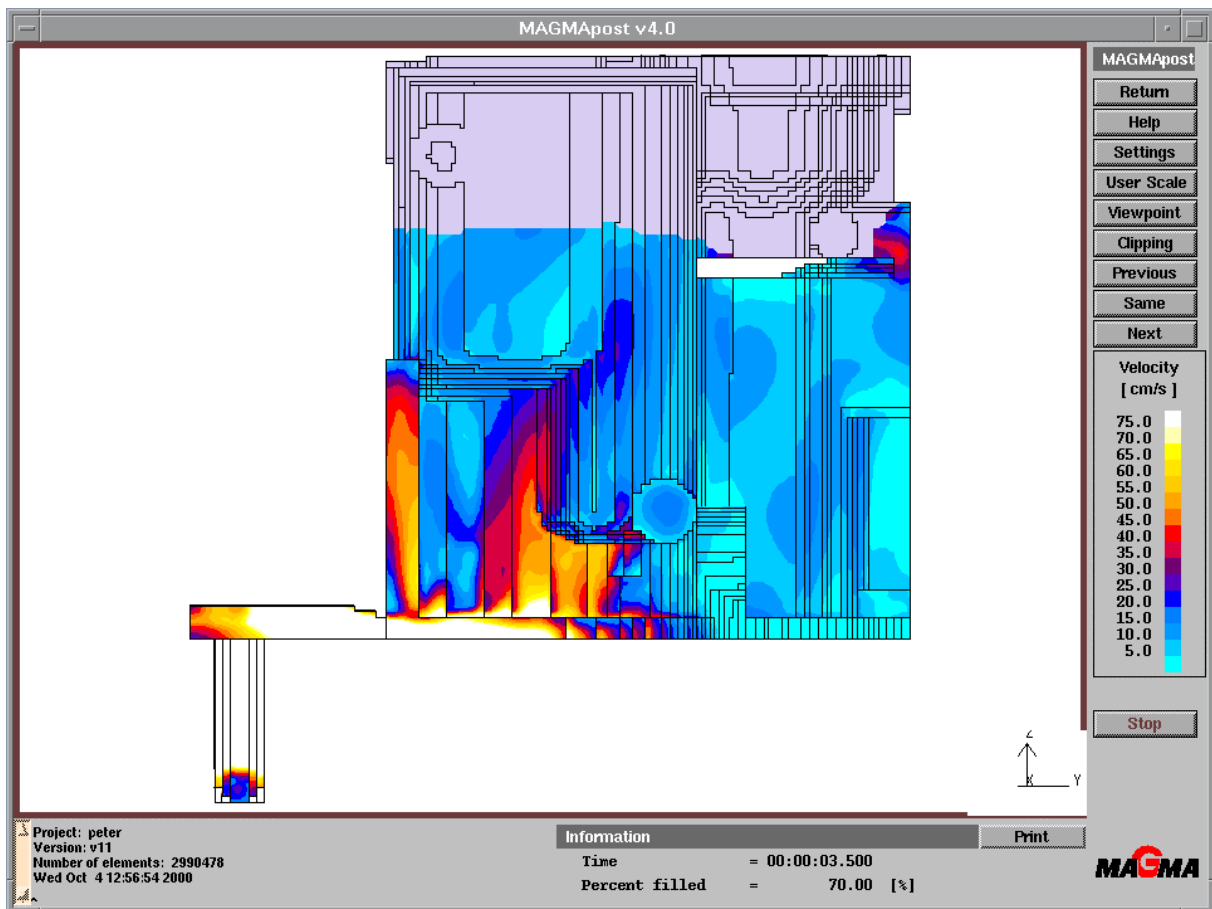 MAGMApost v4.0
MAGMApost
Return
Help
Settings
User Scale
Viewpoint
Clipping
Previous
Same
Next
Velocity
[ cm/s ]
75.0
70.0
65.0
60.0
55.0
50.0
45.0
40.0
35.0
30.0
25.0
20.0
15.0
10.0
5.0
Stop
Z
X Y
Project: peter
Version: v11
Number of elements: 2990478
Wed Oct 4 12:56:54 2000
Information
Print
Time = 00:00:03.500
Percent filled = 70.00 [%]
MAGMA